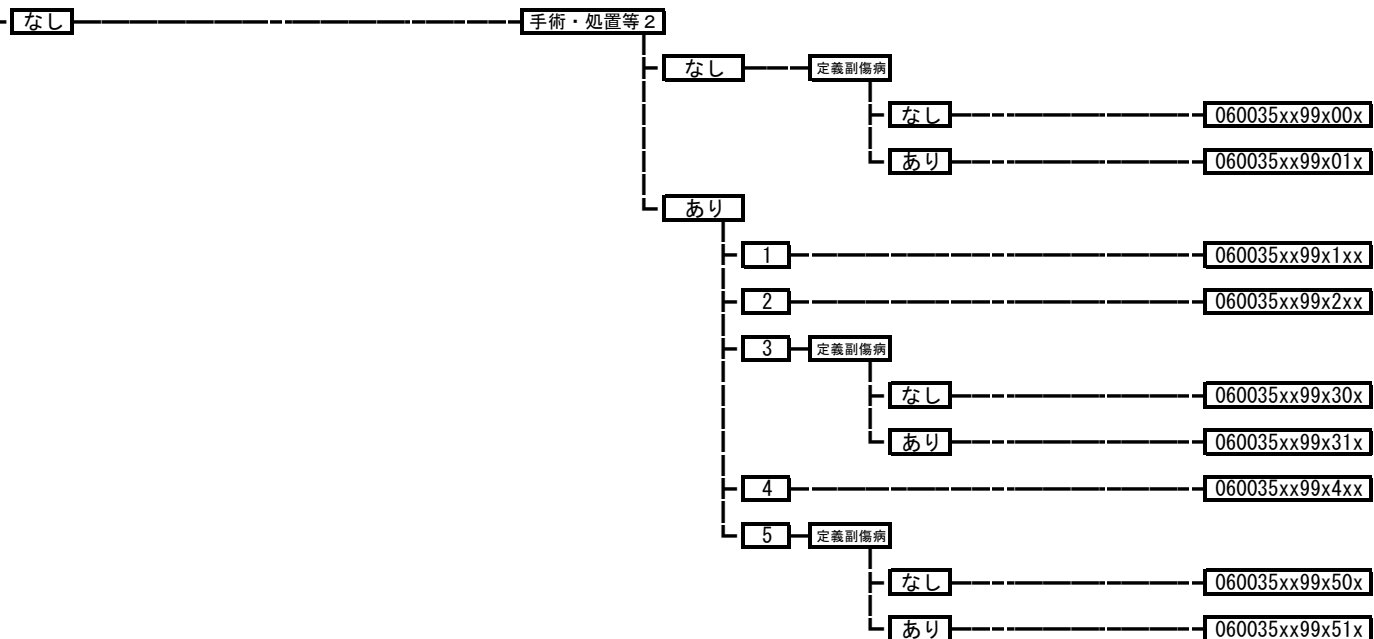 なし 手術・処置等2
なし 定義副傷病
なし 060035xx99x00x
あり 060035xx99x01x
あり
1 060035xx99x1xx
2 060035xx99x2xx
3 定義副傷病
なし 060035xx99x30x
あり 060035xx99x31x
4 060035xx99x4xx
5 定義副傷病
なし 060035xx99x50x
あり 060035xx99x51x